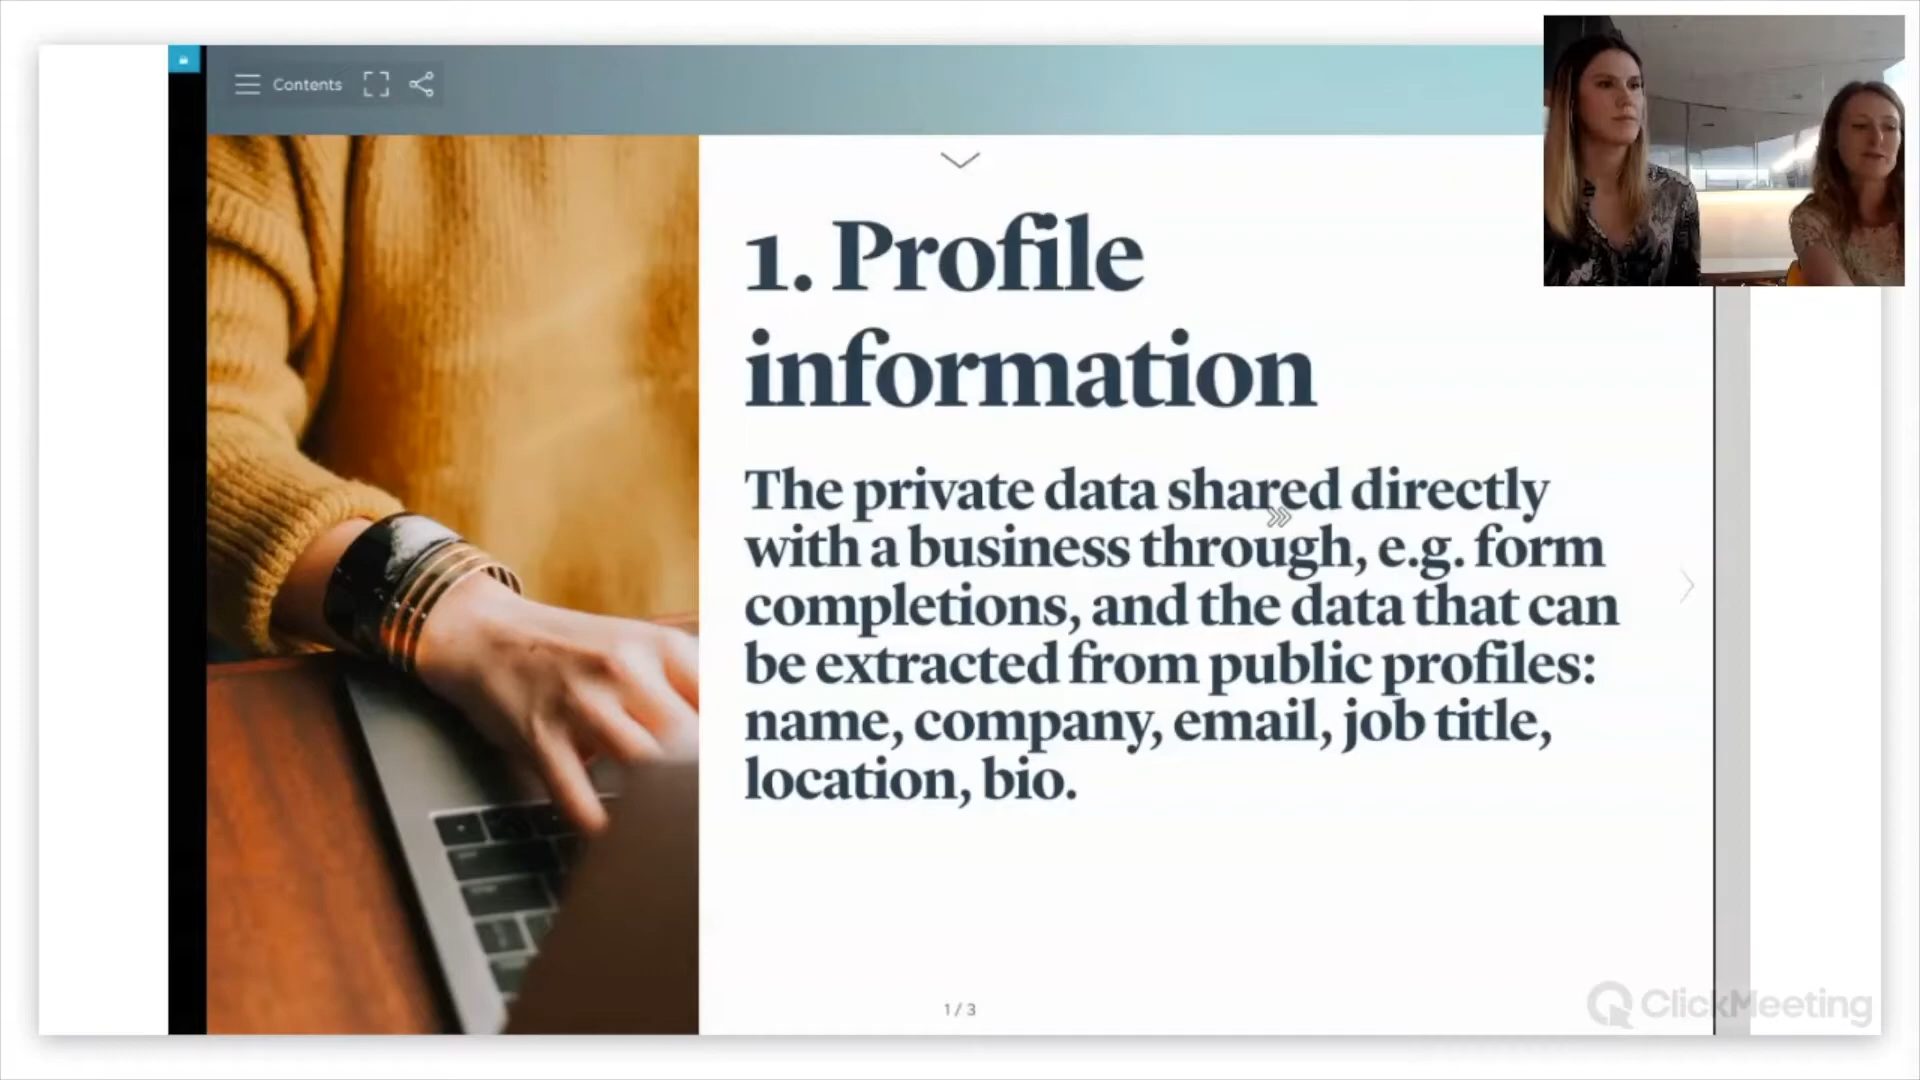 Contents
1. Profile
information
The private data shared directly
with a business through, e.g. form
completions, and the data that can
be extracted from public profiles:
name, company, email, job title,
location, bio.
1 / 3
ClickMeeting